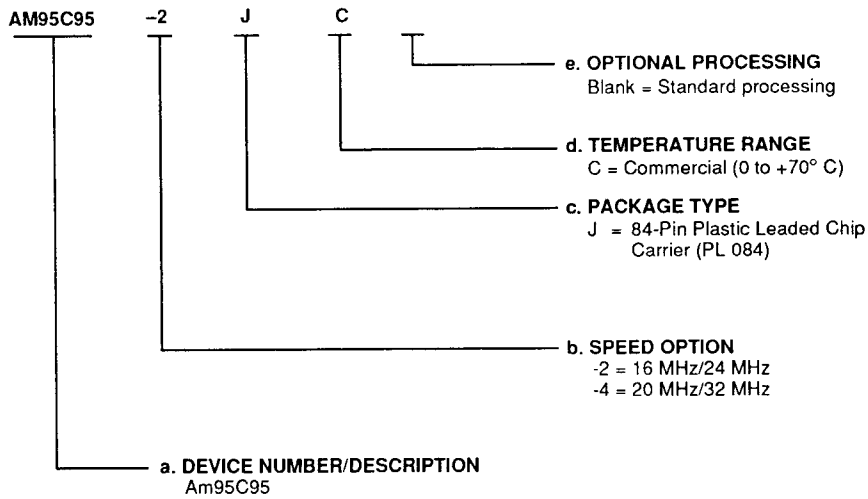 AM95C95 -2 J C
e. OPTIONAL PROCESSING
Blank = Standard processing
d. TEMPERATURE RANGE
C = Commercial (0 to +70° C)
c. PACKAGE TYPE
J = 84-Pin Plastic Leaded Chip
Carrier (PL 084)
b. SPEED OPTION
-2 = 16 MHz/24 MHz
-4 = 20 MHz/32 MHz
a. DEVICE NUMBER/DESCRIPTION
Am95C95